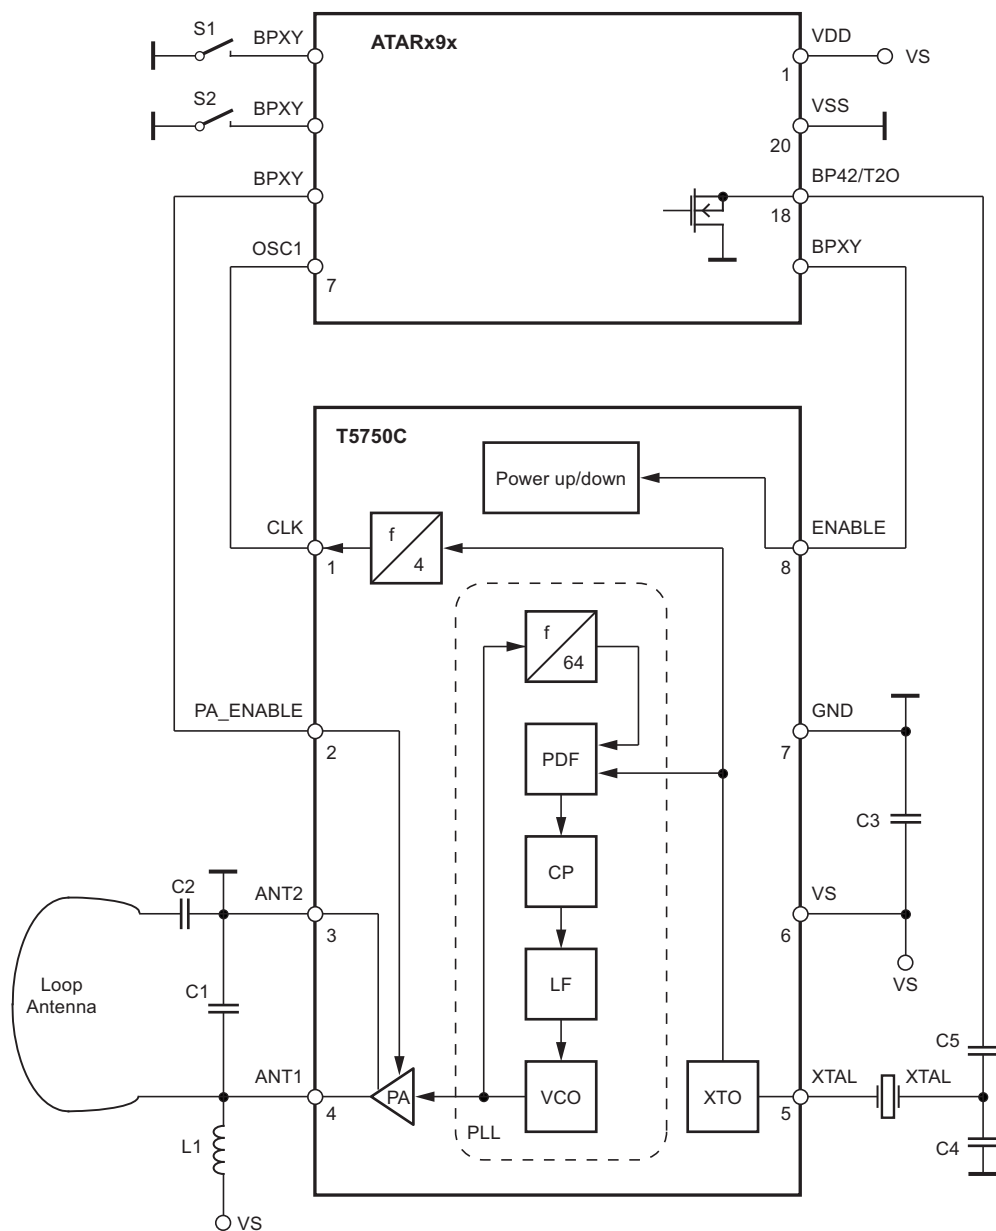 S1
BPXY
ATARx9x
VDD
1
VS
S2
BPXY
VSS
20
BPXY
BP42/T2O
18
OSC1
7
BPXY
T5750C
Power up/down
CLK
1
f
4
ENABLE
8
f
64
PA_ENABLE
2
GND
7
PDF
C3
CP
C2
ANT2
3
VS
6
Loop
Antenna
C1
LF
VS
C5
ANT1
4
PA
VCO
XTO
XTAL
5
XTAL
PLL
L1
C4
VS